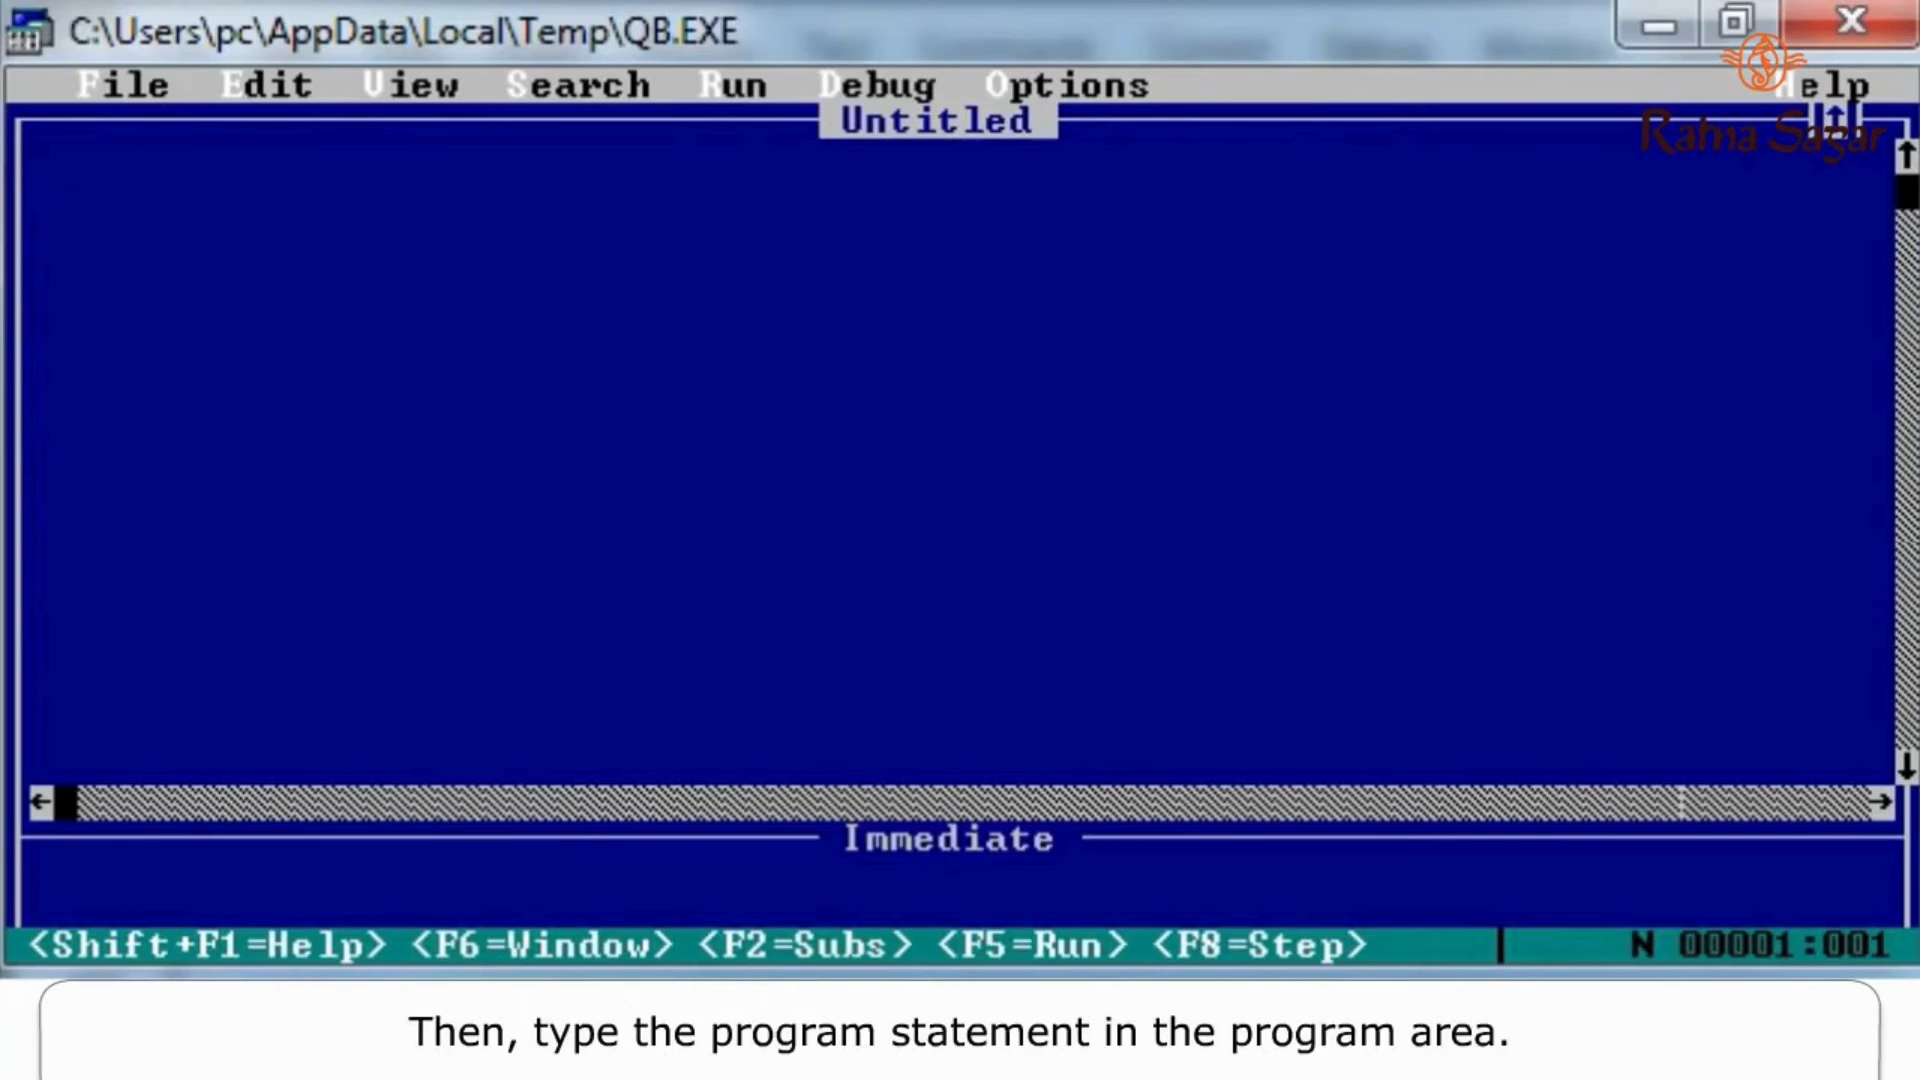 C:\Users\pc\AppData\Local\Temp\QB.EXE
File Edit View Search Run Debug Options Help
Untitled
Ratna Sagar
Immediate
<Shift+F1=Help> <F6=Window> <F2=Subs> <F5=Run> <F8=Step> N 00001:001
Then, type the program statement in the program area.